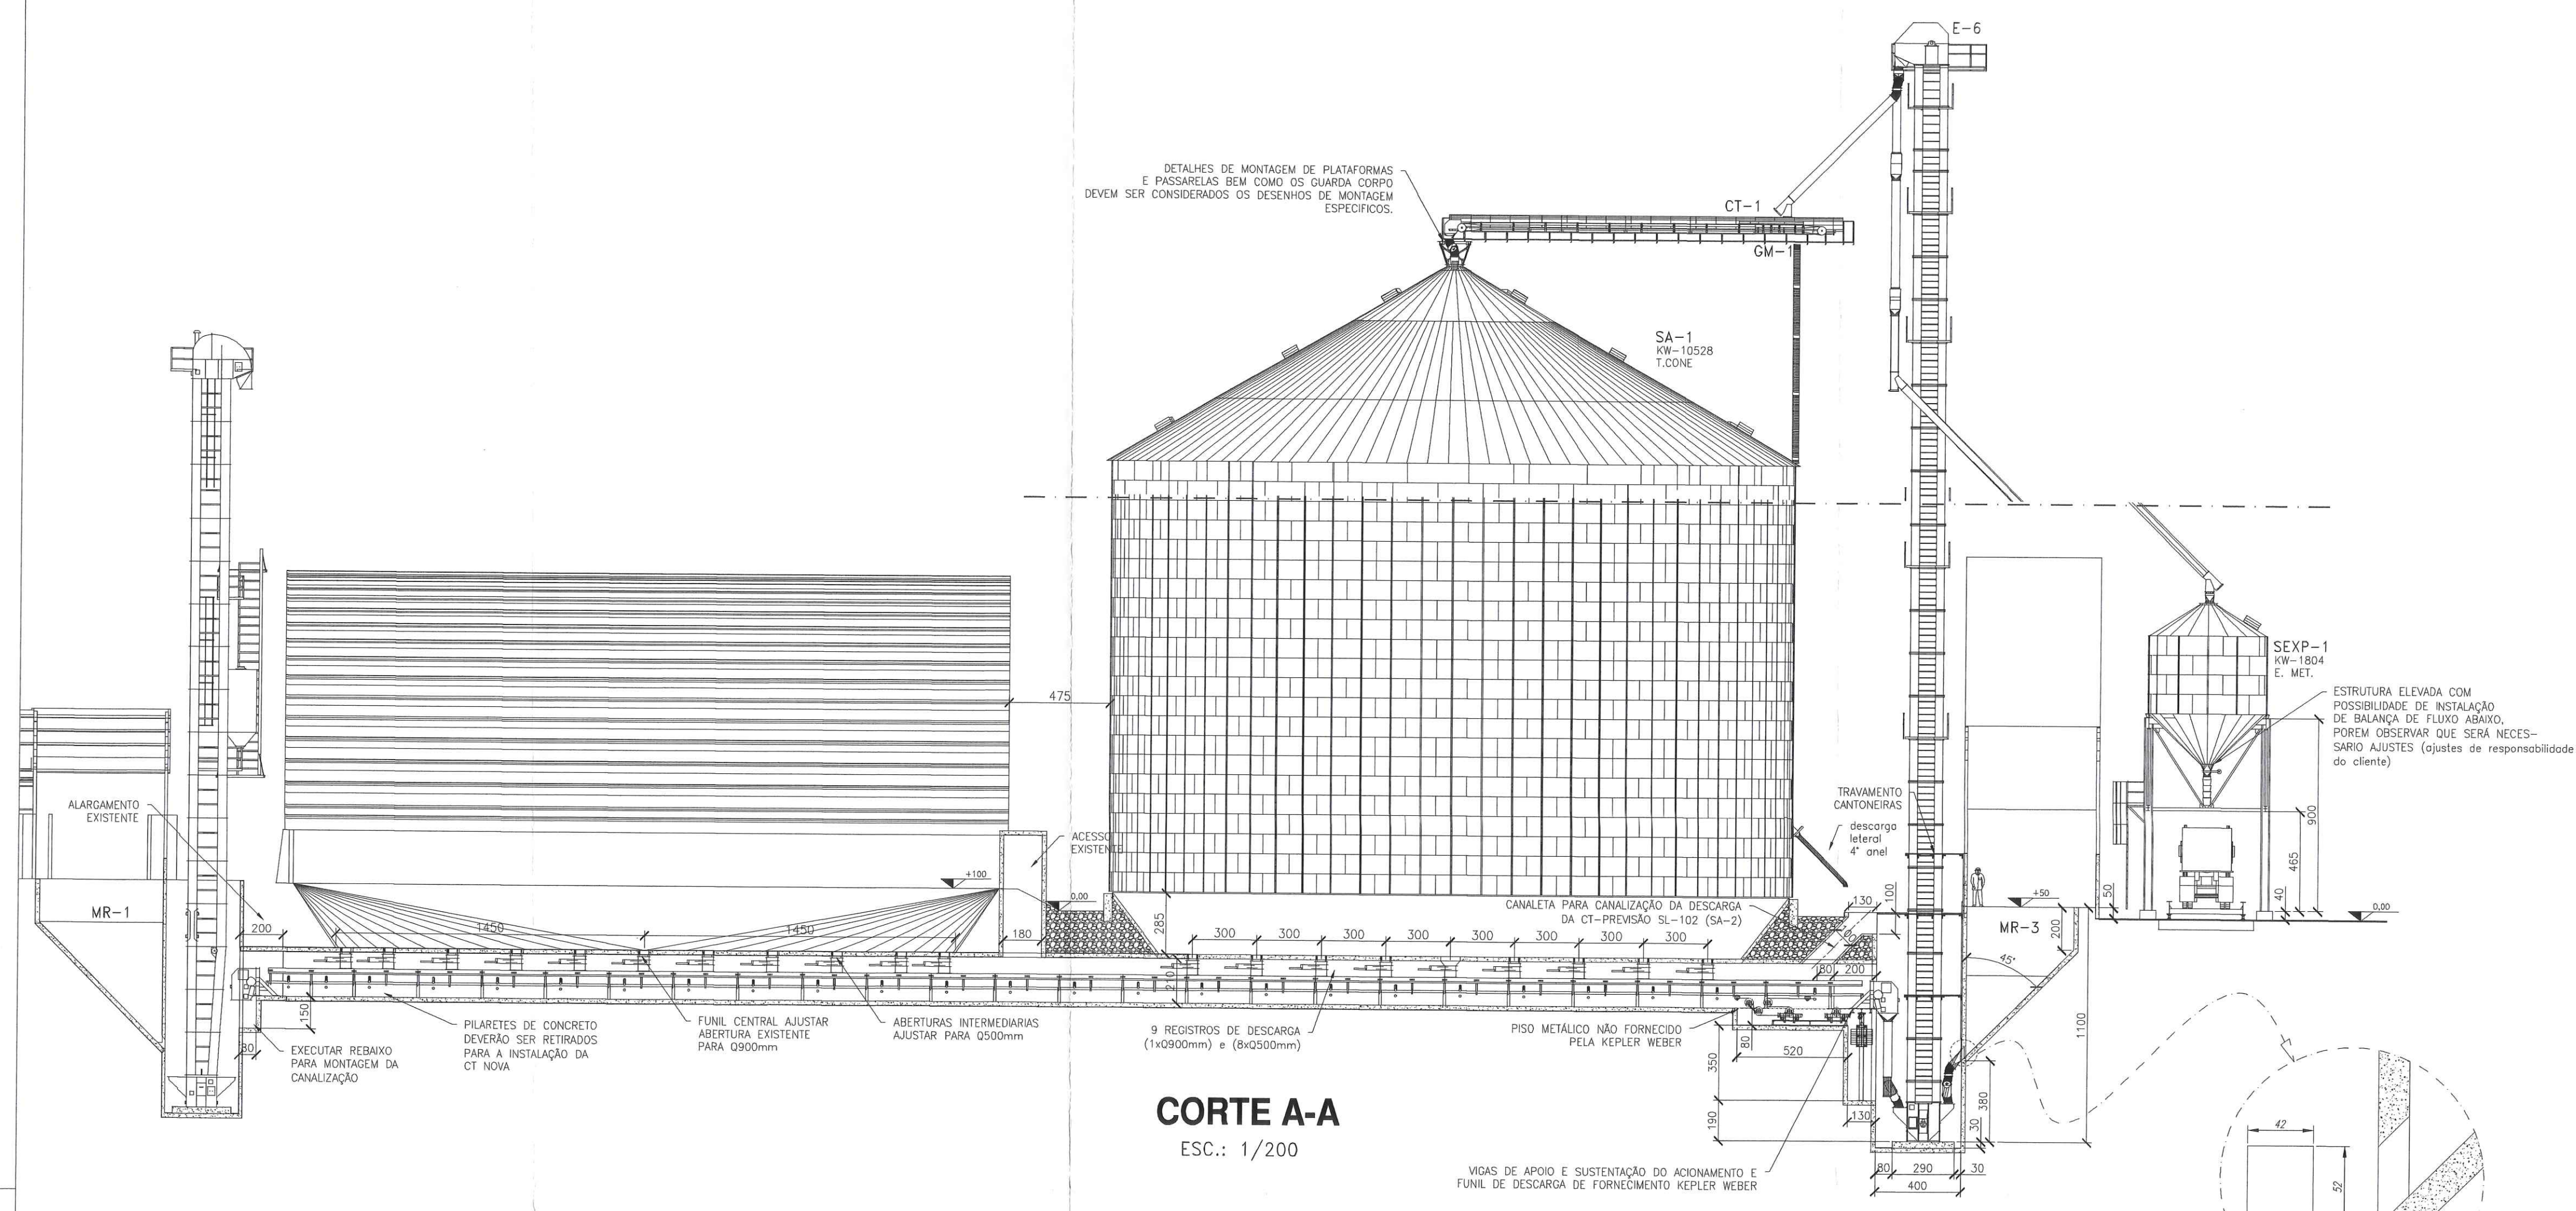 E-6
DETALHES DE MONTAGEM DE PLATAFORMAS
E PASSARELAS BEM COMO OS GUARDA CORPO
DEVEM SER CONSIDERADOS OS DESENHOS DE MONTAGEM
ESPECIFICOS.
CT-1
GM-1
SA-1
KW-10528
T.CONE
SEXP-1
KW-1804
E. MET.
ESTRUTURA ELEVADA COM
POSSIBILIDADE DE INSTALAÇÃO
DE BALANÇA DE FLUXO ABAIXO,
POREM OBSERVAR QUE SERÁ NECES-
SARIO AJUSTES (ajustes de responsabilidade
do cliente)
475
ALARGAMENTO
EXISTENTE
ACESSO
EXISTENTE
TRAVAMENTO
CANTONEIRAS
descarga
leteral
4° anel
900
465
40
50
0,00
+100
0,00
+50
MR-1
MR-3
200
1450
1450
180
285
300 300 300 300 300 300 300 300
CANALETA PARA CANALIZAÇÃO DA DESCARGA
DA CT-PREVISÃO SL-102 (SA-2)
130
100
180
200
200
45°
210
150
80
EXECUTAR REBAIXO
PARA MONTAGEM DA
CANALIZAÇÃO
PILARETES DE CONCRETO
DEVERÃO SER RETIRADOS
PARA A INSTALAÇÃO DA
CT NOVA
FUNIL CENTRAL AJUSTAR
ABERTURA EXISTENTE
PARA Q900mm
ABERTURAS INTERMEDIARIAS
AJUSTAR PARA Q500mm
9 REGISTROS DE DESCARGA
(1xQ900mm) e (8xQ500mm)
PISO METÁLICO NÃO FORNECIDO
PELA KEPLER WEBER
80
520
350
190
130
1100
380
30
CORTE A-A
ESC.: 1/200
VIGAS DE APOIO E SUSTENTAÇÃO DO ACIONAMENTO E
FUNIL DE DESCARGA DE FORNECIMENTO KEPLER WEBER
80
290
30
400
42
52